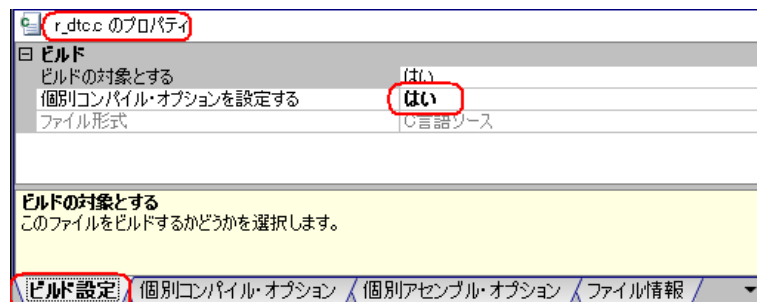 r_dtc.c のプロパティ
ビルド
ビルドの対象とする はい
個別コンパイル・オプションを設定する はい
ファイル形式 C言語ソース
ビルドの対象とする
このファイルをビルドするかどうかを選択します。
ビルド設定 個別コンパイル・オプション 個別アセンブル・オプション ファイル情報